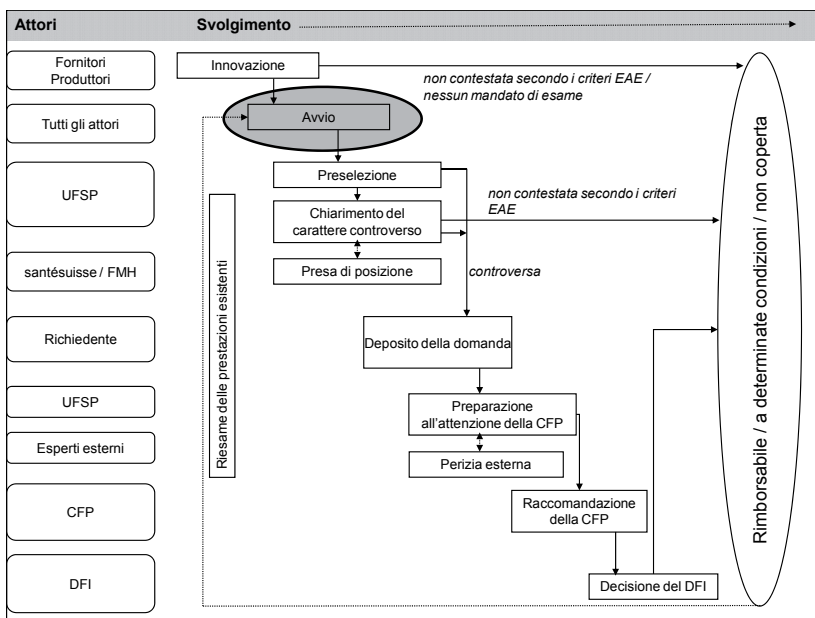 Attori
Svolgimento
Fornitori
Produttori
Innovazione
non contestata secondo i criteri EAE /
nessun mandato di esame
Tutti gli attori
Avvio
UFSP
Preselezione
non contestata secondo i criteri
EAE
Chiarimento del
carattere controverso
santésuisse / FMH
Presa di posizione
controversa
Richiedente
Deposito della domanda
UFSP
Preparazione
all'attenzione della CFP
Esperti esterni
Perizia esterna
CFP
Raccomandazione
della CFP
DFI
Decisione del DFI
Riesame delle prestazioni esistenti
Rimborsabile / a determinate condizioni / non coperta